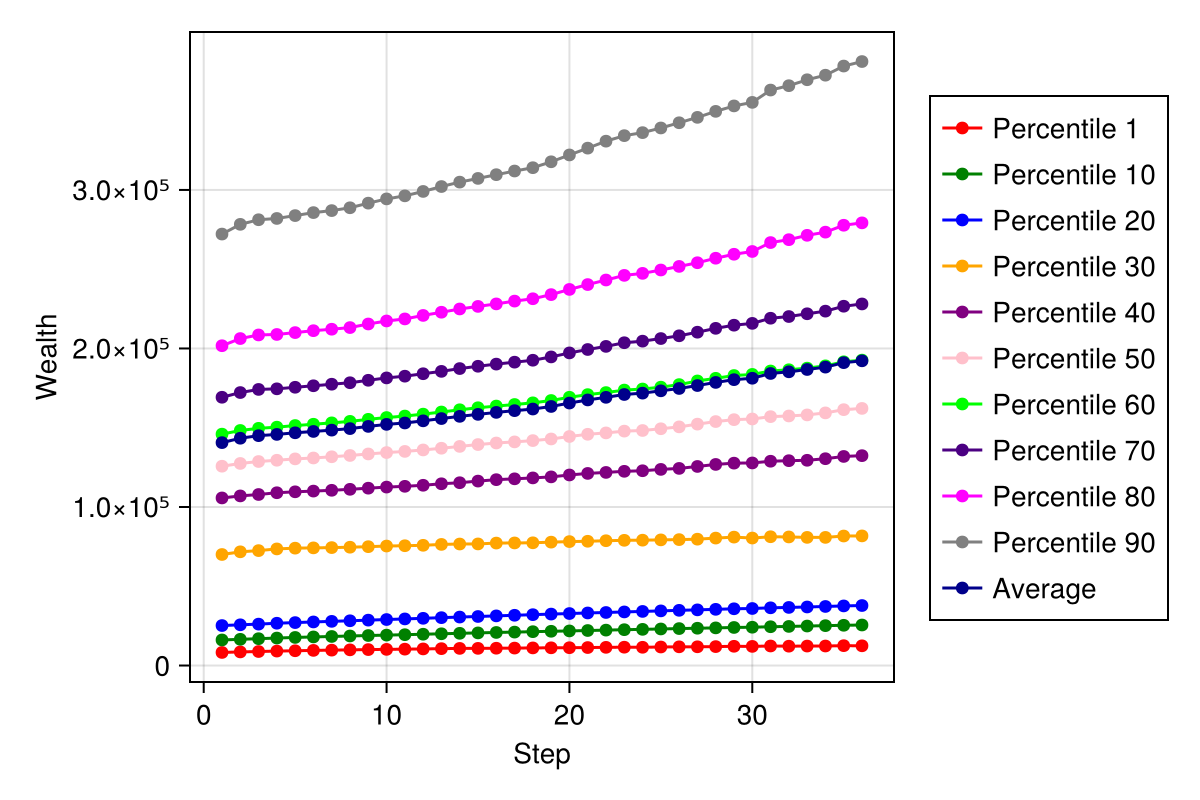 Wealth
3.0×10⁵
2.0×10⁵
1.0×10⁵
0
0 10 20 30
Step
Percentile 1
Percentile 10
Percentile 20
Percentile 30
Percentile 40
Percentile 50
Percentile 60
Percentile 70
Percentile 80
Percentile 90
Average